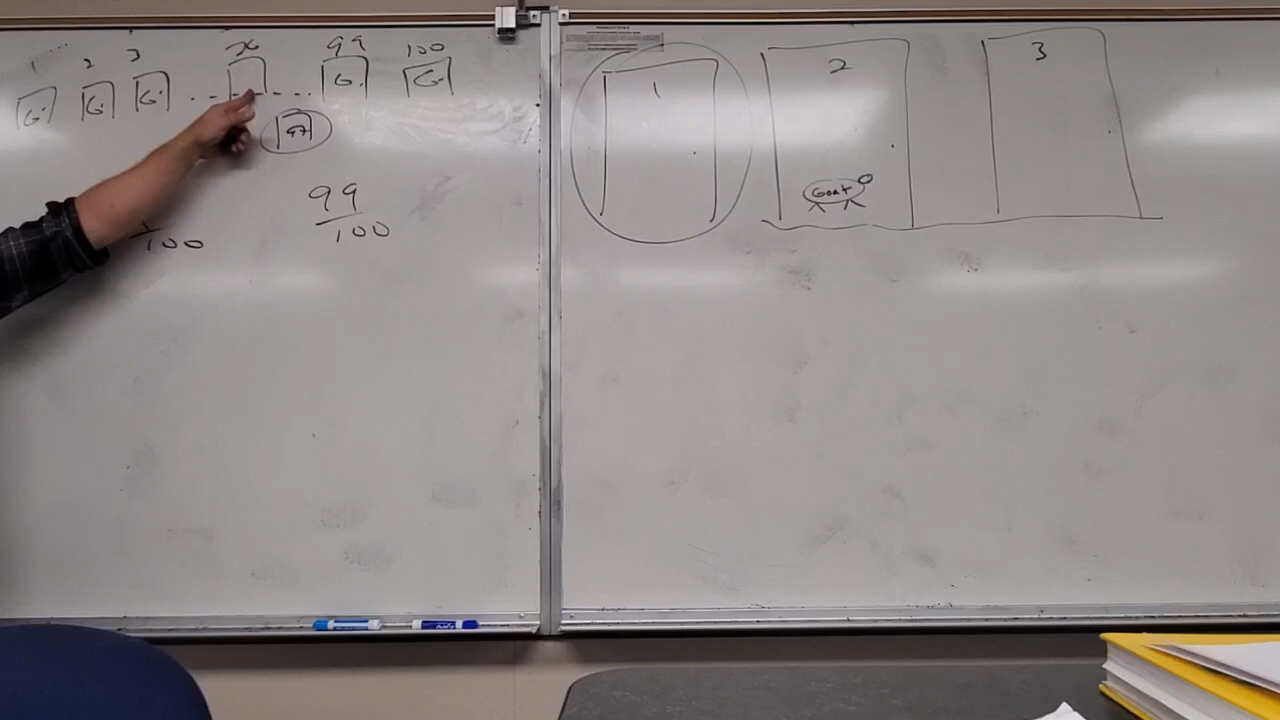 1 2 3 x 99 100
G. G. G. ... G. G.
97
99
100
100
1 2 3
Goat